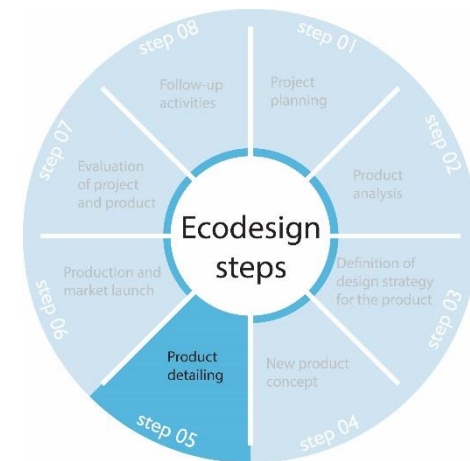 Ecodesign
steps
step 01
Project
planning
step 02
Product
analysis
step 03
Definition of
design strategy
for the product
step 04
New product
concept
step 05
Product
detailing
step 06
Production and
market launch
step 07
Evaluation
of project
and product
step 08
Follow-up
activities